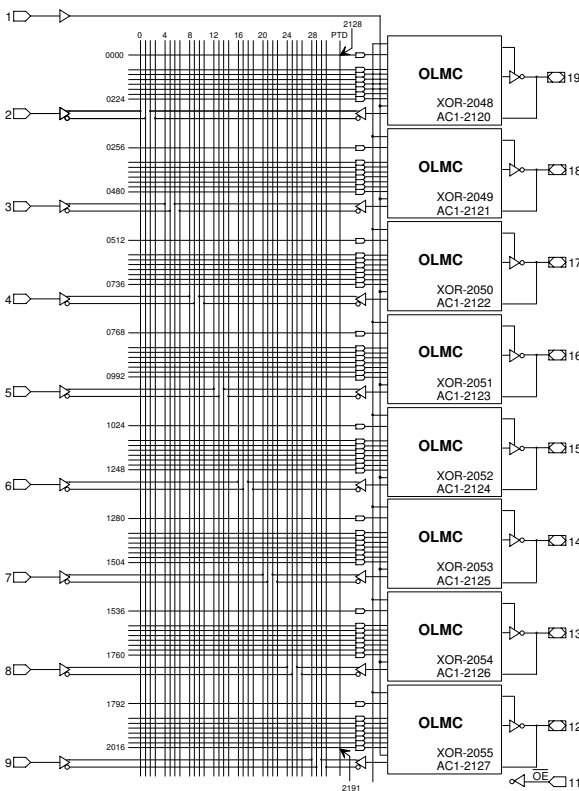 1
2128
0 4 8 12 16 20 24 28 PTD
0000
OLMC
19
0224
XOR-2048
2
AC1-2120
0256
OLMC
18
0480
XOR-2049
3
AC1-2121
0512
OLMC
17
0736
XOR-2050
4
AC1-2122
0768
OLMC
16
0992
XOR-2051
5
AC1-2123
1024
OLMC
15
1248
XOR-2052
6
AC1-2124
1280
OLMC
14
1504
XOR-2053
7
AC1-2125
1536
OLMC
13
1760
XOR-2054
8
AC1-2126
1792
OLMC
12
2016
XOR-2055
9
AC1-2127
OE
11
2191